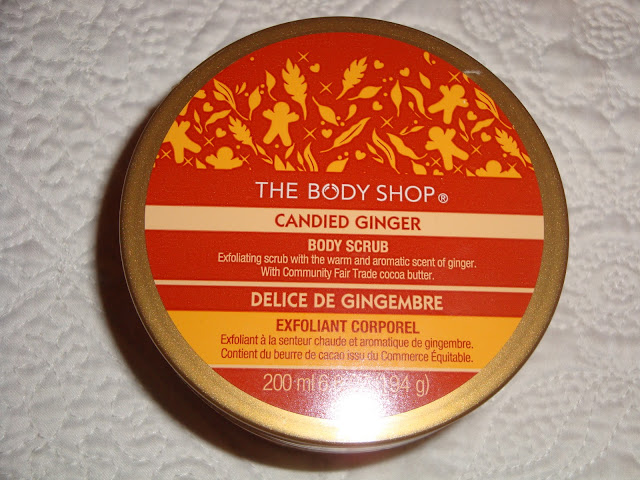 THE BODY SHOP®
CANDIED GINGER
BODY SCRUB
Exfoliating scrub with the warm and aromatic scent of ginger.
With Community Fair Trade cocoa butter.
DELICE DE GINGEMBRE
EXFOLIANT CORPOREL
Exfoliant à la senteur chaude et aromatique de gingembre.
Contient du beurre de cacao issu du Commerce Équitable.
200 ml 6 94 g)